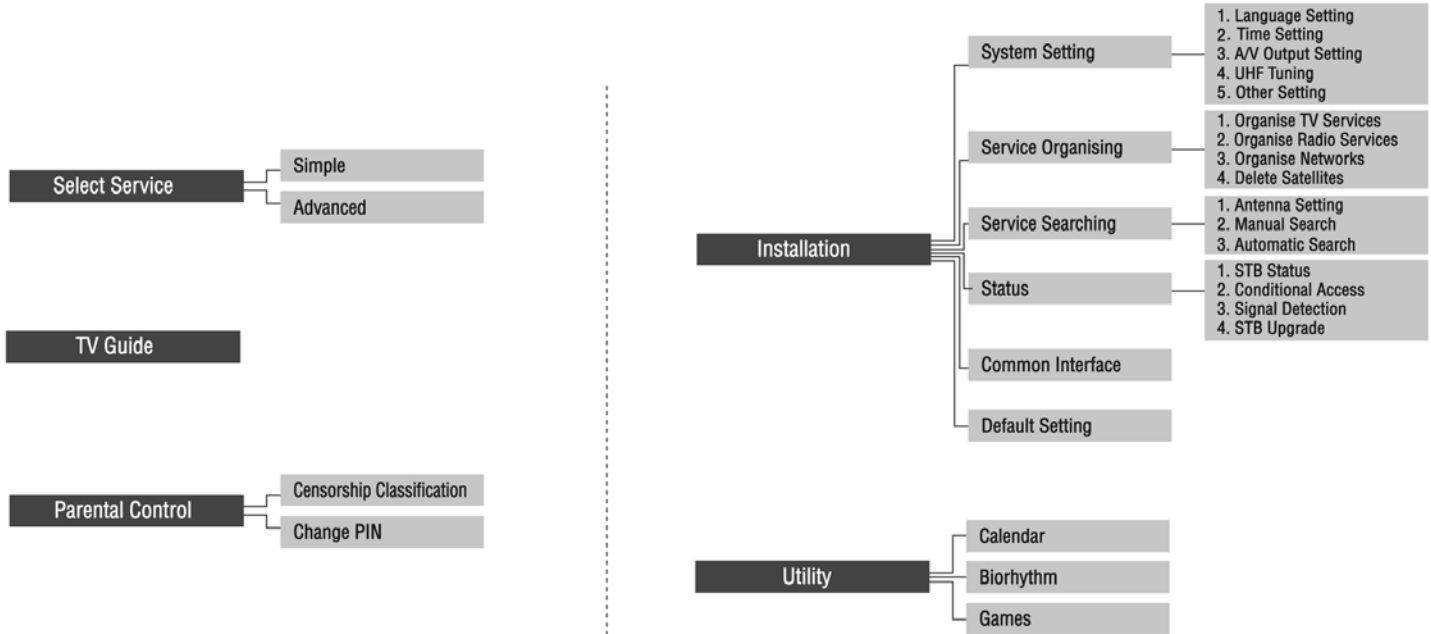 Select Service
Simple
Advanced
TV Guide
Parental Control
Censorship Classification
Change PIN
Installation
System Setting
1. Language Setting
2. Time Setting
3. A/V Output Setting
4. UHF Tuning
5. Other Setting
Service Organising
1. Organise TV Services
2. Organise Radio Services
3. Organise Networks
4. Delete Satellites
Service Searching
1. Antenna Setting
2. Manual Search
3. Automatic Search
Status
1. STB Status
2. Conditional Access
3. Signal Detection
4. STB Upgrade
Common Interface
Default Setting
Utility
Calendar
Biorhythm
Games